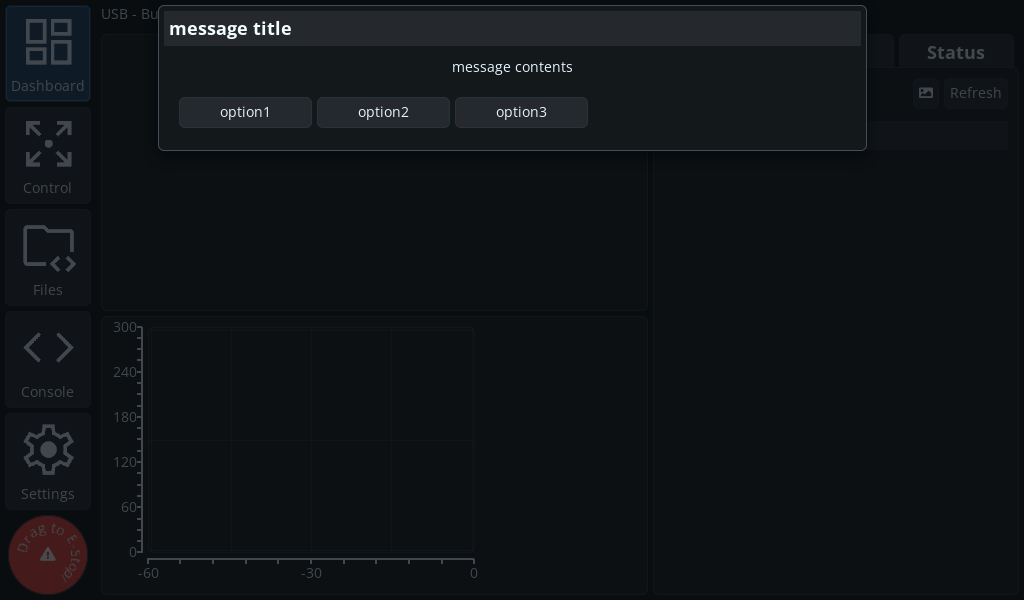 USB - Bu
message title
message contents
option1 option2 option3
Status
Refresh
Dashboard
Control
Files
Console
Settings
Drag to E-Stop!
300
240
180
120
60
0
-60 -30 0